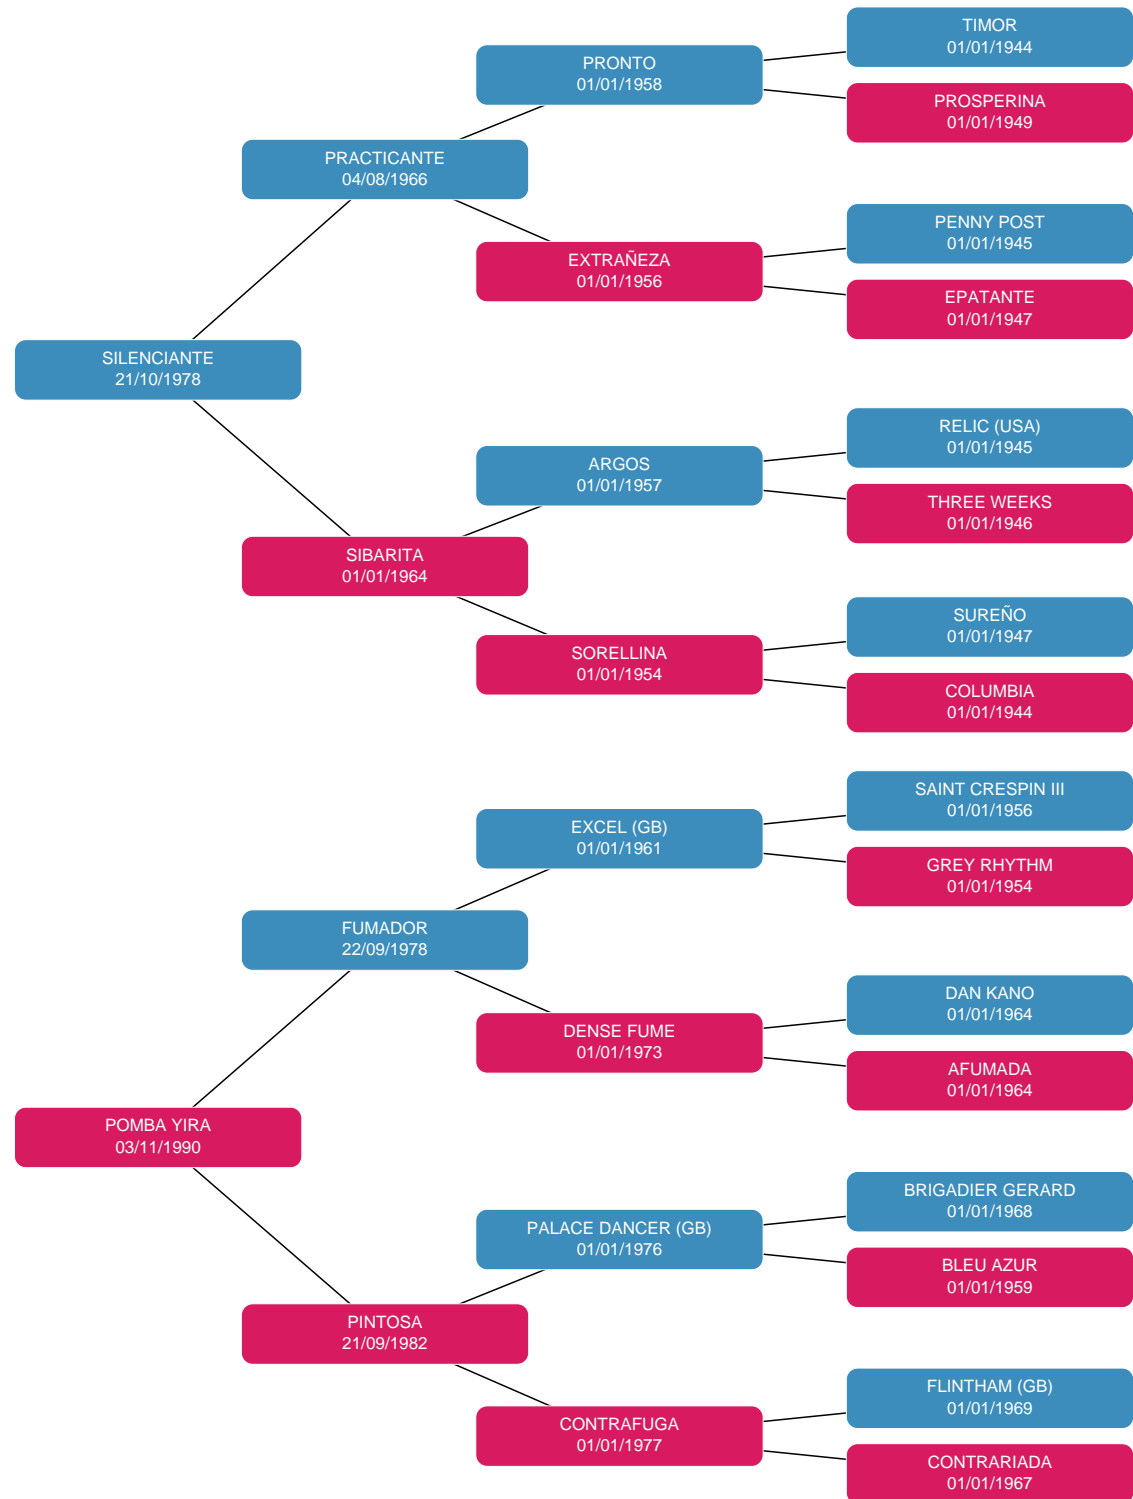 TIMOR
01/01/1944
PRONTO
01/01/1958
PROSPERINA
01/01/1949
PRACTICANTE
04/08/1966
PENNY POST
01/01/1945
EXTRAÑEZA
01/01/1956
EPATANTE
01/01/1947
SILENCIANTE
21/10/1978
RELIC (USA)
01/01/1945
ARGOS
01/01/1957
THREE WEEKS
01/01/1946
SIBARITA
01/01/1964
SUREÑO
01/01/1947
SORELLINA
01/01/1954
COLUMBIA
01/01/1944
SAINT CRESPIN III
01/01/1956
EXCEL (GB)
01/01/1961
GREY RHYTHM
01/01/1954
FUMADOR
22/09/1978
DAN KANO
01/01/1964
DENSE FUME
01/01/1973
AFUMADA
01/01/1964
POMBA YIRA
03/11/1990
BRIGADIER GERARD
01/01/1968
PALACE DANCER (GB)
01/01/1976
BLEU AZUR
01/01/1959
PINTOSA
21/09/1982
FLINTHAM (GB)
01/01/1969
CONTRAFUGA
01/01/1977
CONTRARIADA
01/01/1967